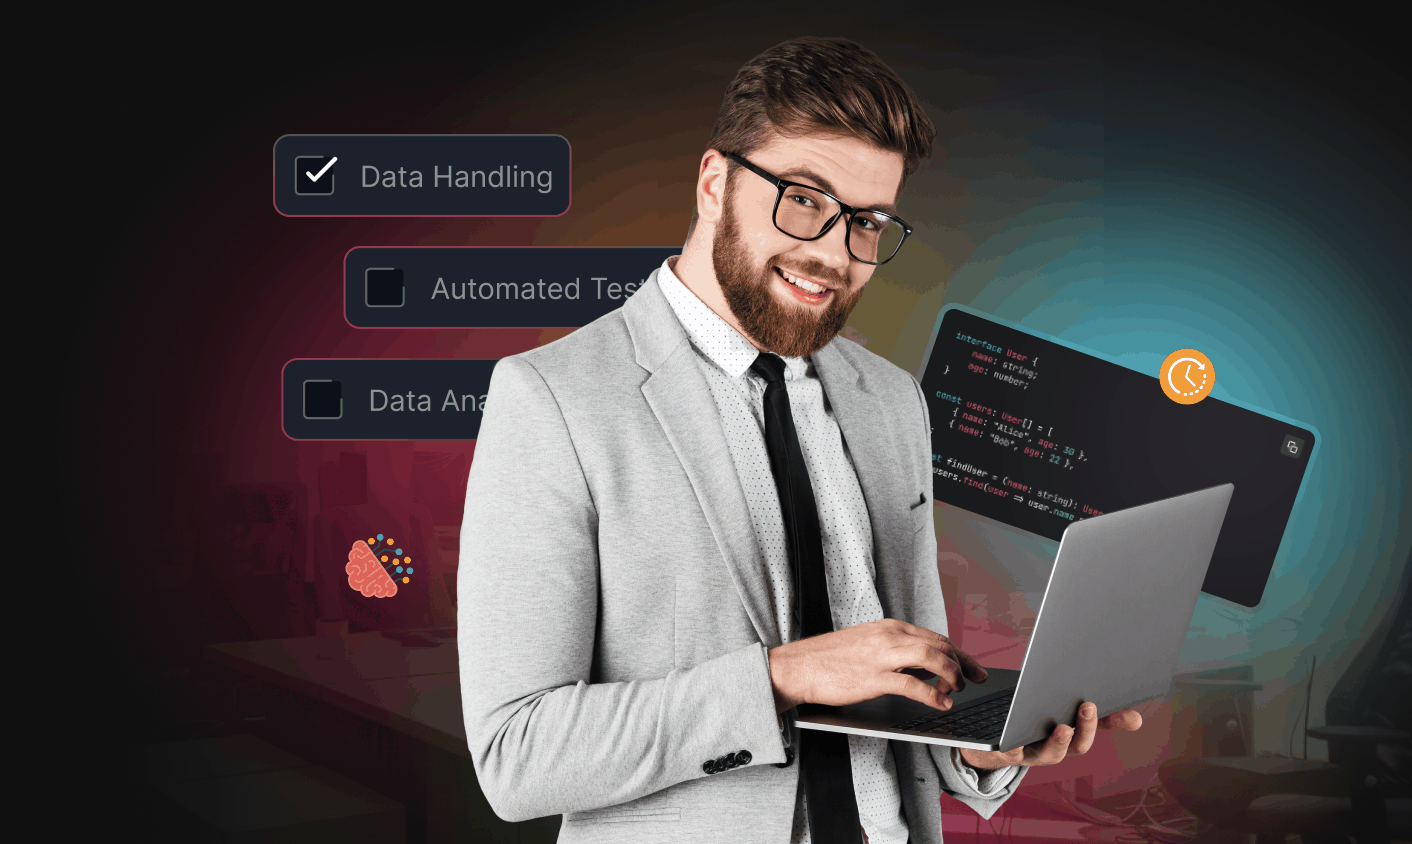 Data Handling
Automated Test
Data Ana
interface User {
name: string;
age: number;
}
const users: User[] = [
{ name: "Alice", age: 30 },
{ name: "Bob", age: 22 },
st findUser = (name: string): User
users.find(user => user.name